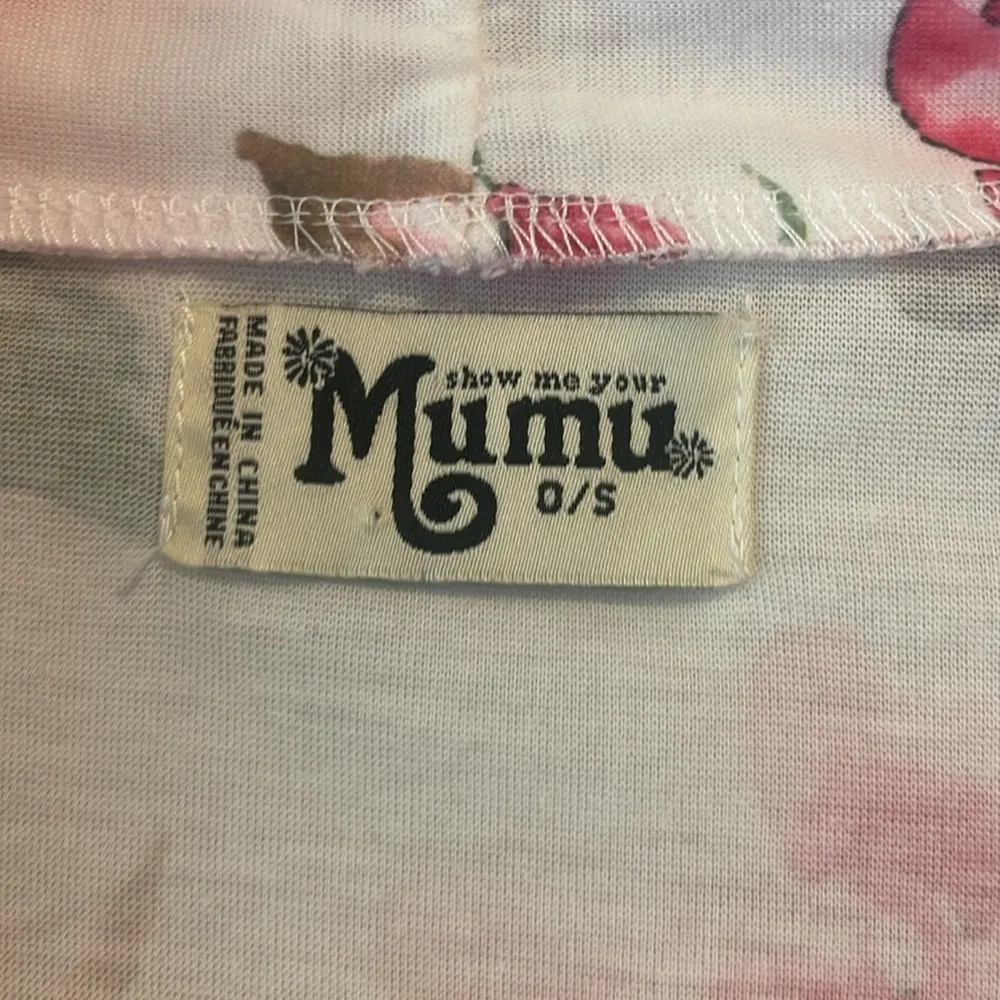 show me your
Mumu
O/S
MADE IN CHINA
FABRIQUÉ EN CHINE